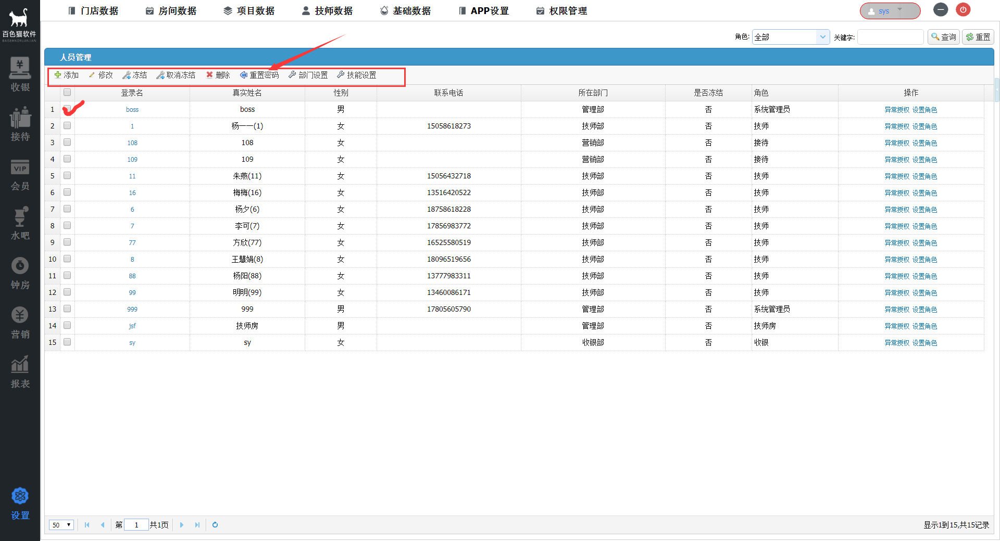 门店数据 房间数据 项目数据 技师数据 基础数据 APP设置 权限管理 sys
百色猫软件
BAISEMAORUANJIAN
收银
接待
VIP
会员
水吧
钟房
营销
报表
设置
角色: 全部 关键字: 查询 重置
人员管理
添加 修改 冻结 取消冻结 删除 重置密码 部门设置 技能设置
登录名 真实姓名 性别 联系电话 所在部门 是否冻结 角色 操作
1 boss boss 男 管理部 否 系统管理员 异常授权 设置角色
2 1 杨一一(1) 女 15058618273 技师部 否 技师 异常授权 设置角色
3 108 108 女 营销部 否 接待 异常授权 设置角色
4 109 109 女 营销部 否 接待 异常授权 设置角色
5 11 朱燕(11) 女 15056432718 技师部 否 技师 异常授权 设置角色
6 16 梅梅(16) 女 13516420522 技师部 否 技师 异常授权 设置角色
7 6 杨夕(6) 女 18758618228 技师部 否 技师 异常授权 设置角色
8 7 李可(7) 女 17856983772 技师部 否 技师 异常授权 设置角色
9 77 方欣(77) 女 16525580519 技师部 否 技师 异常授权 设置角色
10 8 王慧娟(8) 女 18096519656 技师部 否 技师 异常授权 设置角色
11 88 杨阳(88) 女 13777983311 技师部 否 技师 异常授权 设置角色
12 99 明明(99) 女 13460086171 技师部 否 技师 异常授权 设置角色
13 999 999 男 17805605790 管理部 否 系统管理员 异常授权 设置角色
14 jsf 技师房 男 管理部 否 技师房 异常授权 设置角色
15 sy sy 女 收银部 否 收银 异常授权 设置角色
50 第 1 共1页 显示1到15,共15记录